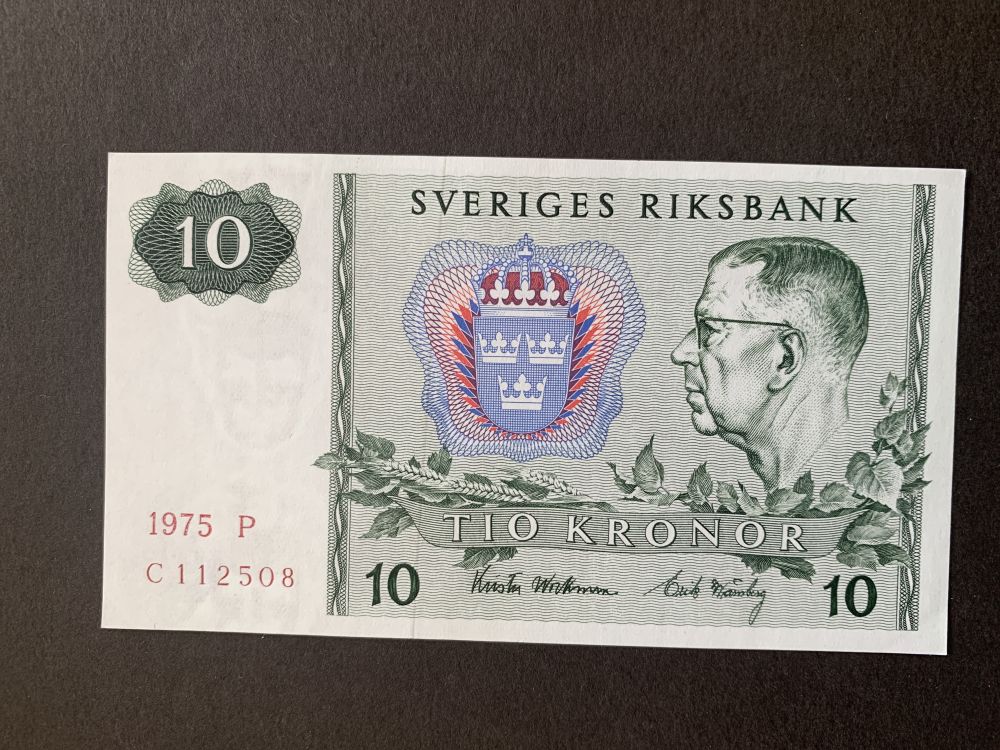 SVERIGES RIKSBANK
10
TIO KRONOR
1975 P
C 112508
10
10